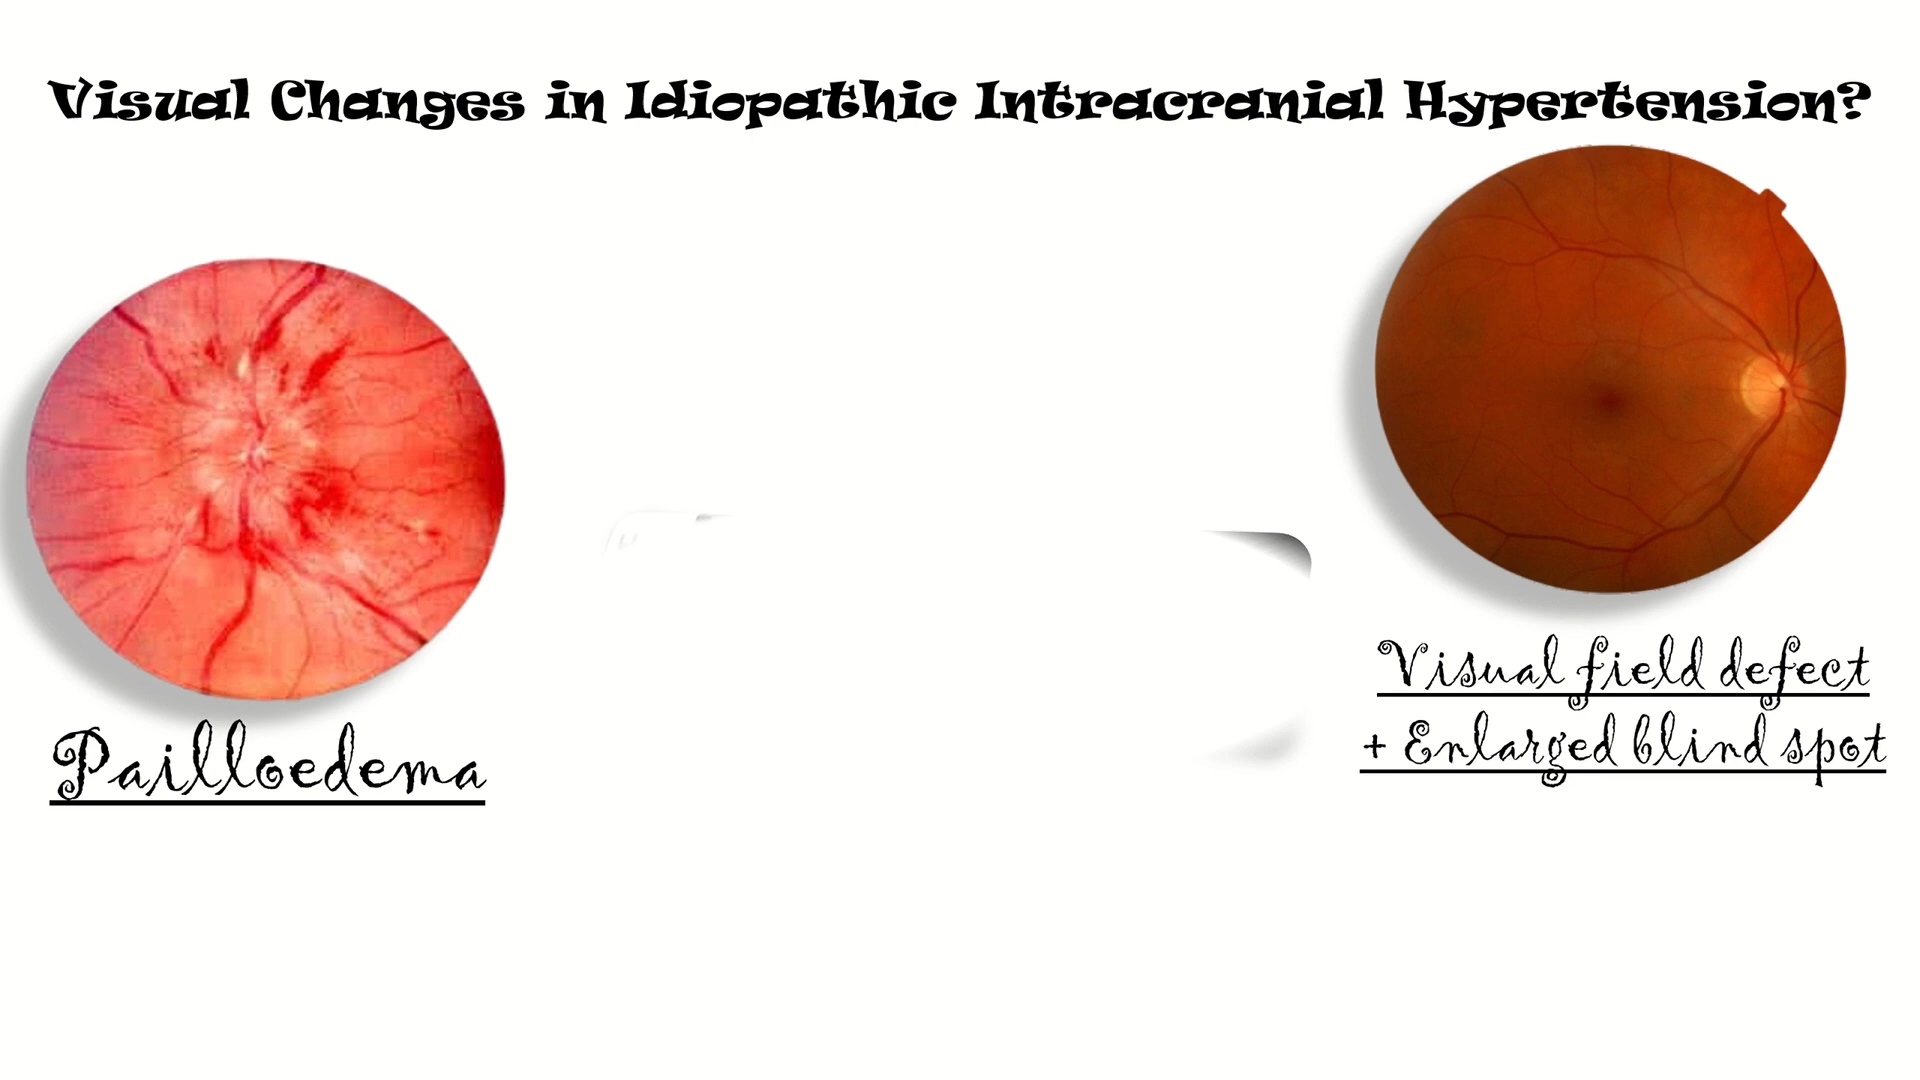 Visual Changes in Idiopathic Intracranial Hypertension?
Pailloedema
Visual field defect
+ Enlarged blind spot